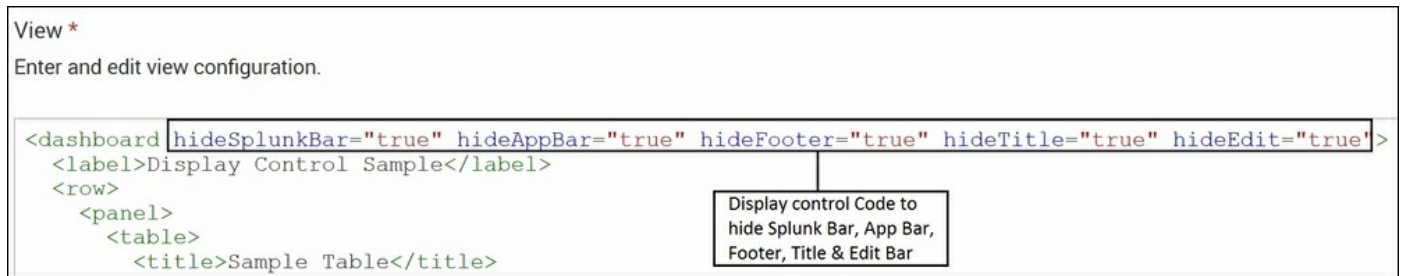 View *
Enter and edit view configuration.
<dashboard hideSplunkBar="true" hideAppBar="true" hideFooter="true" hideTitle="true" hideEdit="true">
<label>Display Control Sample</label>
<row>
<panel>
<table>
<title>Sample Table</title>
Display control Code to
hide Splunk Bar, App Bar,
Footer, Title & Edit Bar